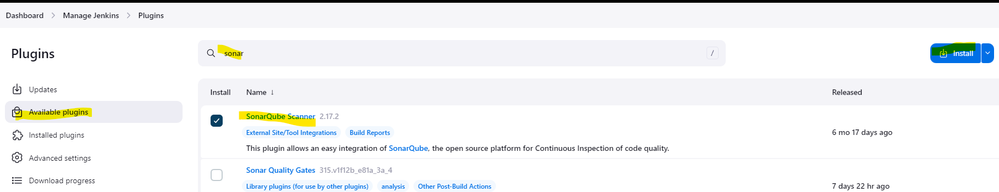 Dashboard > Manage Jenkins > Plugins
Plugins
sonar
/
Install
Updates
Available plugins
Installed plugins
Advanced settings
Download progress
Install Name ↓ Released
SonarQube Scanner 2.17.2
External Site/Tool Integrations Build Reports
This plugin allows an easy integration of SonarQube, the open source platform for Continuous Inspection of code quality.
6 mo 17 days ago
Sonar Quality Gates 315.v1f12b_e81a_3a_4
Library plugins (for use by other plugins) analysis Other Post-Build Actions
7 days 22 hr ago